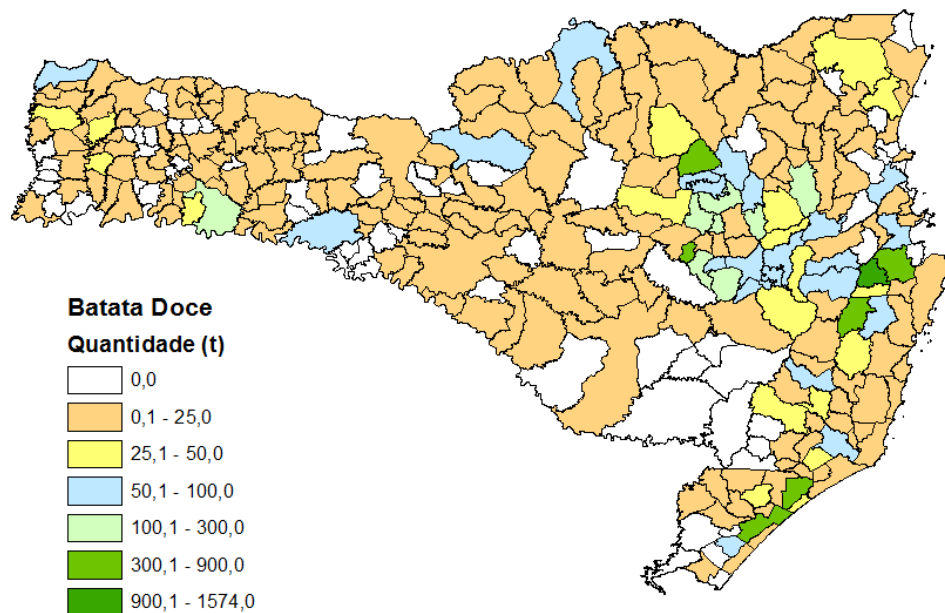 Batata Doce
Quantidade (t)
0,0
0,1 - 25,0
25,1 - 50,0
50,1 - 100,0
100,1 - 300,0
300,1 - 900,0
900,1 - 1574,0